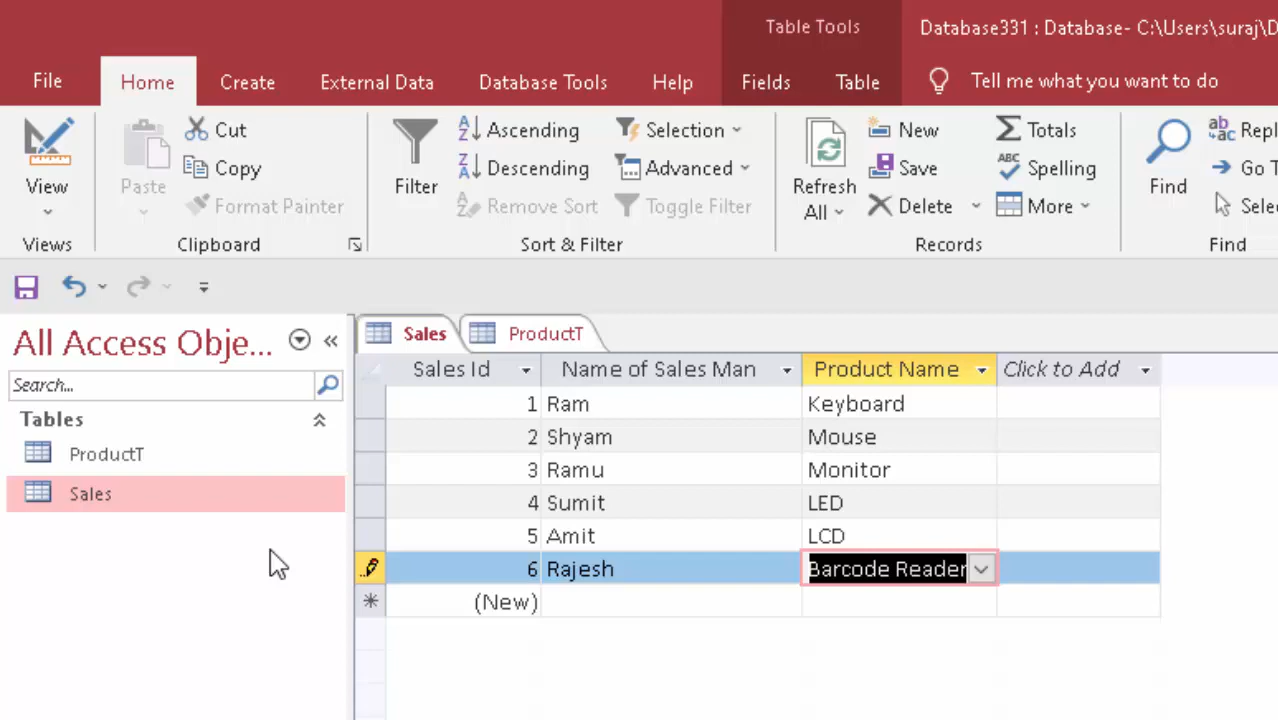 Table Tools Database331 : Database- C:\Users\suraj\D
File Home Create External Data Database Tools Help Fields Table Tell me what you want to do
View
Views
Paste
Cut
Copy
Format Painter
Clipboard
Filter
Ascending
Descending
Remove Sort
Selection
Advanced
Toggle Filter
Sort & Filter
Refresh
All
New
Save
Delete
Totals
Spelling
More
Records
Find
Repl
Go T
Sele
Find
All Access Obje...
Search...
Tables
ProductT
Sales
Sales ProductT
Sales Id Name of Sales Man Product Name Click to Add
1 Ram Keyboard
2 Shyam Mouse
3 Ramu Monitor
4 Sumit LED
5 Amit LCD
6 Rajesh Barcode Reader
(New)